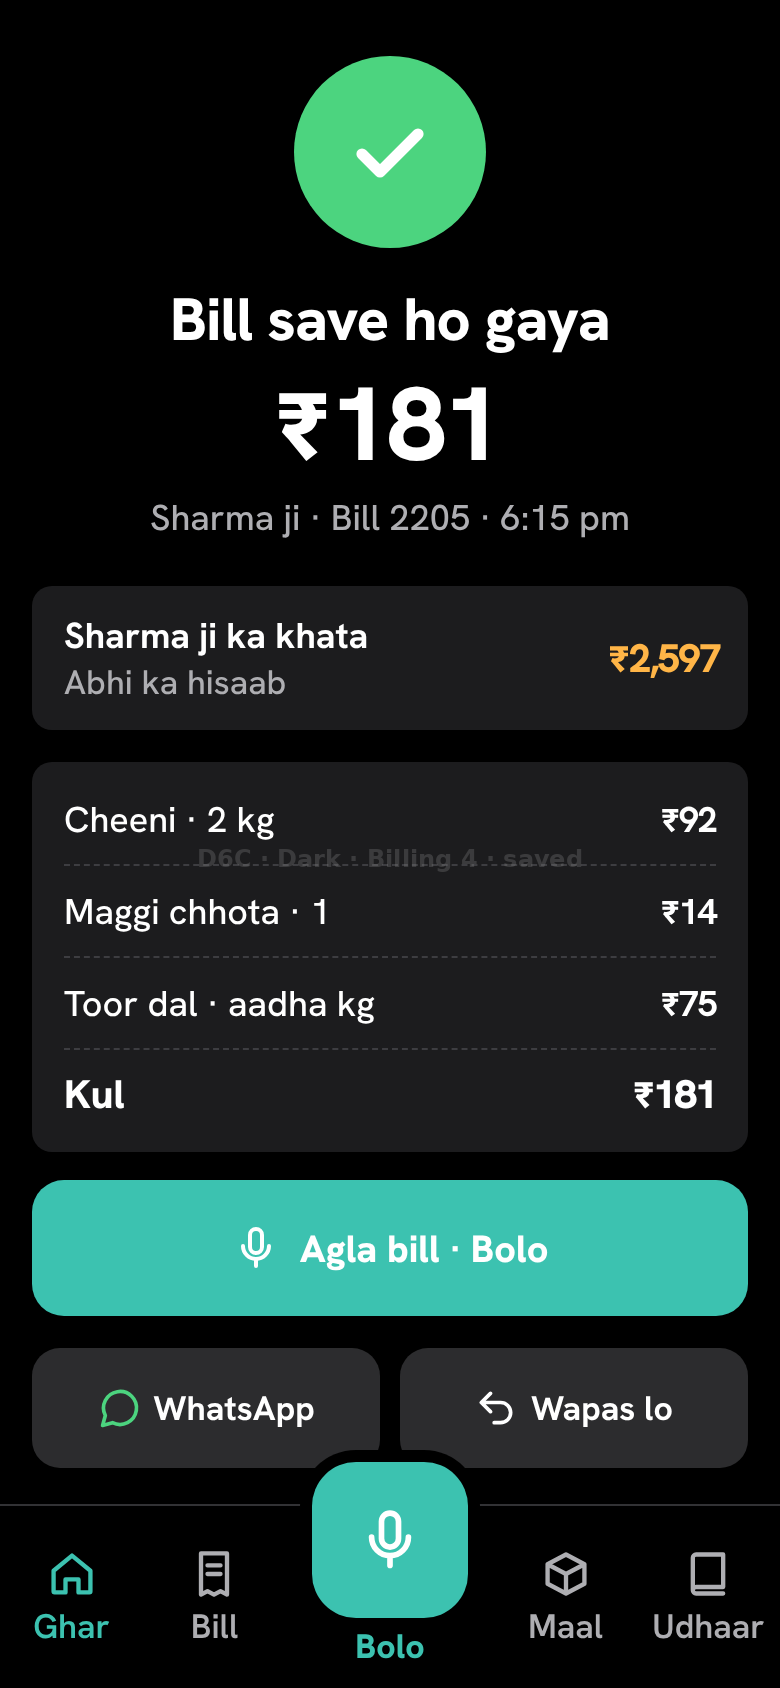 Bill save ho gaya
₹181
Sharma ji · Bill 2205 · 6:15 pm
Sharma ji ka khata
Abhi ka hisaab
₹2,597
Cheeni · 2 kg ₹92
D6C · Dark · Billing 4 · saved
Maggi chhota · 1 ₹14
Toor dal · aadha kg ₹75
Kul ₹181
Agla bill · Bolo
WhatsApp
Wapas lo
Ghar
Bill
Bolo
Maal
Udhaar